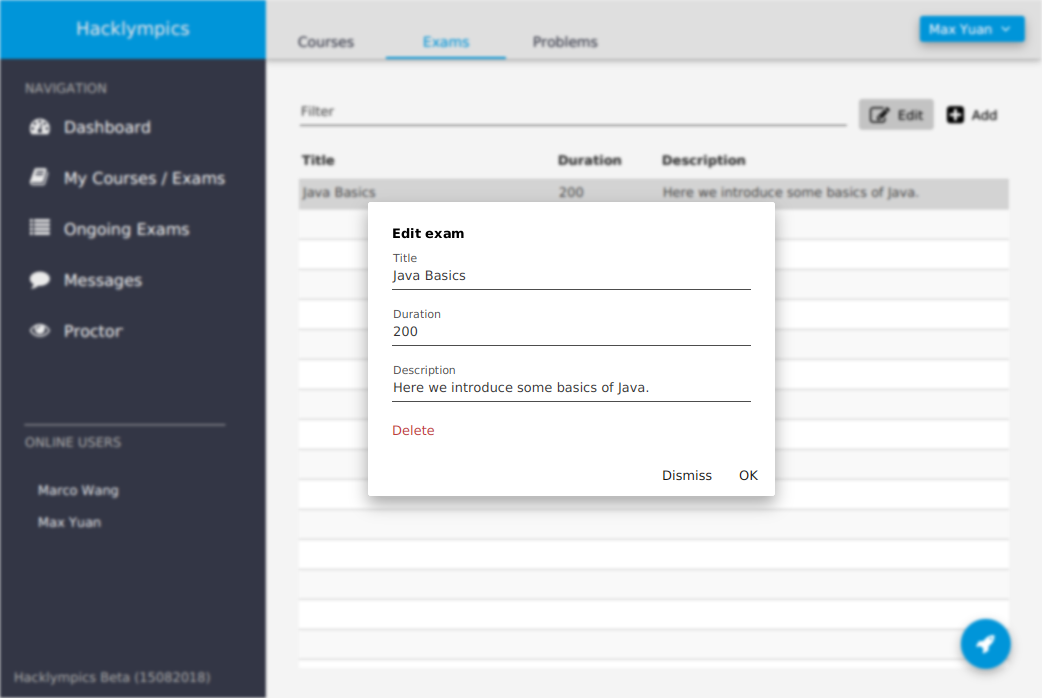 Hacklympics
Courses
Exams
Problems
Max Yuan
NAVIGATION
Dashboard
My Courses / Exams
Ongoing Exams
Messages
Proctor
ONLINE USERS
Marco Wang
Max Yuan
Hacklympics Beta (15082018)
Filter
Edit
Add
Title Duration Description
Java Basics 200 Here we introduce some basics of Java.
Edit exam
Title
Java Basics
Duration
200
Description
Here we introduce some basics of Java.
Delete
Dismiss OK